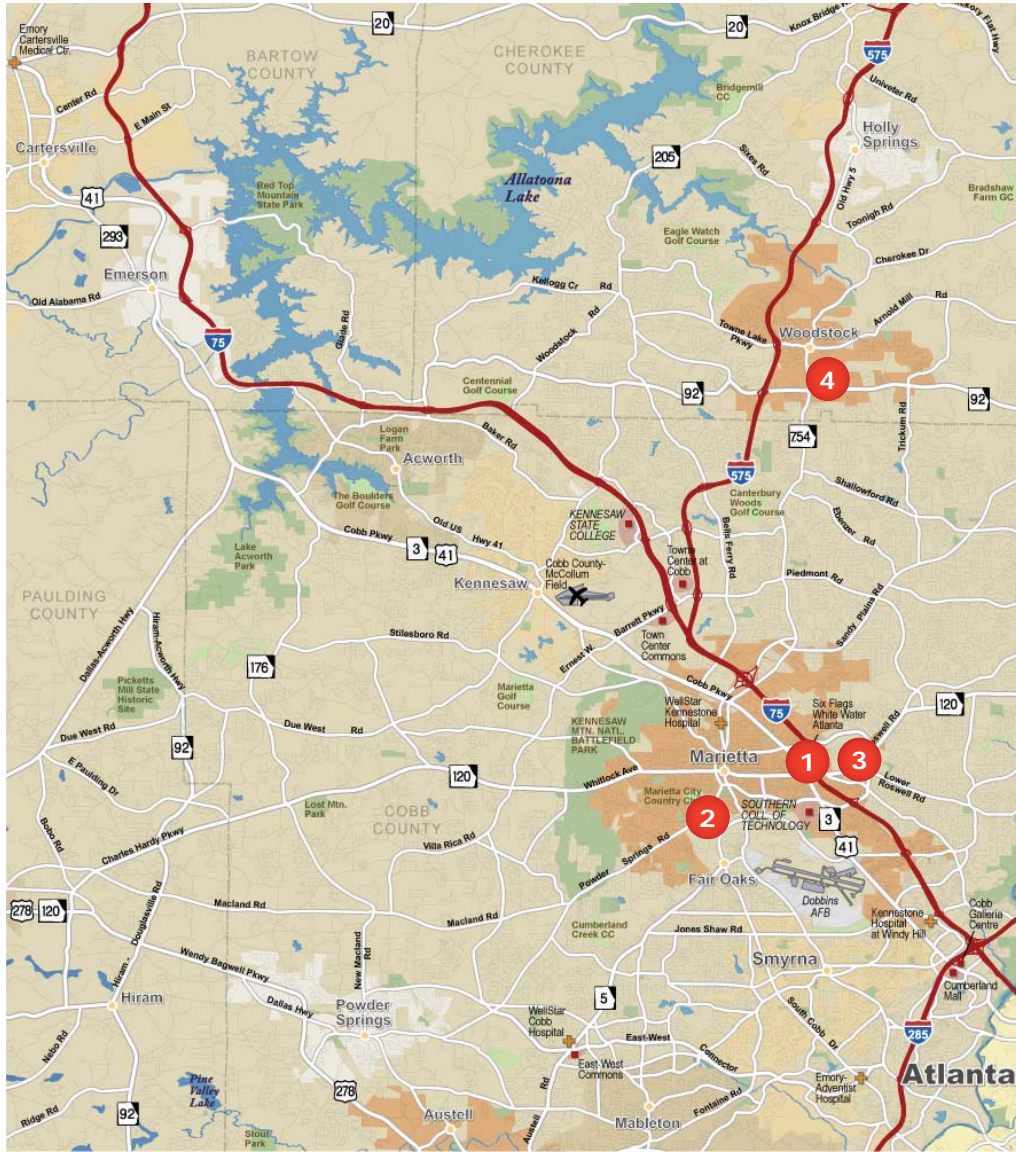 20
20
Knox Bridge
Hickory Flat Hwy
Emory
Cartersville
Medical Ctr.
BARTOW
COUNTY
CHEROKEE
COUNTY
575
Univeter Rd
Bridgemill
CC
Center Rd
E Main St
Holly
Springs
Cartersville
205
Sixes Rd
Old Hwy 5
Allatoona
Lake
Red Top
Mountain
State Park
41
Bradshaw
Farm GC
Toonigh Rd
293
Eagle Watch
Golf Course
Cherokee Dr
Emerson
Kellogg Cr Rd
Old Alabama Rd
Arnold Mill Rd
Glade Rd
Woodstock Rd
Towne Lake
Pkwy
Woodstock
75
4
Centennial
Golf Course
92
92
Trickum Rd
Logan
Farm
Park
Baker Rd
754
Acworth
575
Shallowford Rd
The Boulders
Golf Course
Canterbury
Woods
Golf Course
Old US Hwy 41
KENNESAW
STATE
COLLEGE
Ebenezer Rd
Cobb Pkwy
3
41
Bells Ferry Rd
Lake
Acworth
Park
Towne
Center at
Cobb
Cobb County-
McCollum
Field
Kennesaw
Piedmont Rd
PAULDING
COUNTY
Dallas-Acworth Hwy
Hiram-Acworth Hwy
Barrett Pkwy
Sandy Plains Rd
Stilesboro Rd
Town
Center
Commons
Ernest W.
176
Picketts
Mill State
Historic
Site
Marietta
Golf
Course
Cobb Pkwy
WellStar
Kennestone
Hospital
75
Six Flags
White Water
Atlanta
120
Due West Rd
Due West Rd
KENNESAW
MTN. NATL.
BATTLEFIELD
PARK
92
Marietta
1
3
E Paulding Dr
120
Whitlock Ave
Lower
Roswell Rd
Marietta City
Country
Lost Mtn.
Park
COBB
COUNTY
2
SOUTHERN
COLL. OF
TECHNOLOGY
3
Bobo Rd
Charles Hardy Pkwy
Villa Rica Rd
Powder Springs Rd
41
Fair Oaks
Dobbins
AFB
278
120
Macland Rd
Macland Rd
Hiram - Douglasville Rd
Cumberland
Creek CC
Kennestone
Hospital
at Windy Hill
Cobb
Galleria
Centre
Jones Shaw Rd
New Macland
Rd
Wendy Bagwell Pkwy
Smyrna
Cumberland
Mall
Hiram
Dallas Hwy
Powder
Springs
5
South Cobb Dr
WellStar
Cobb
Hospital
285
East-West
Connector
Nebo Rd
East-West
Commons
Atlanta
Emory-
Adventist
Hospital
Pine
Valley
Lake
278
Fontaine Rd
Ridge Rd
92
Austell
Austell Rd
Mableton
Stout
Park